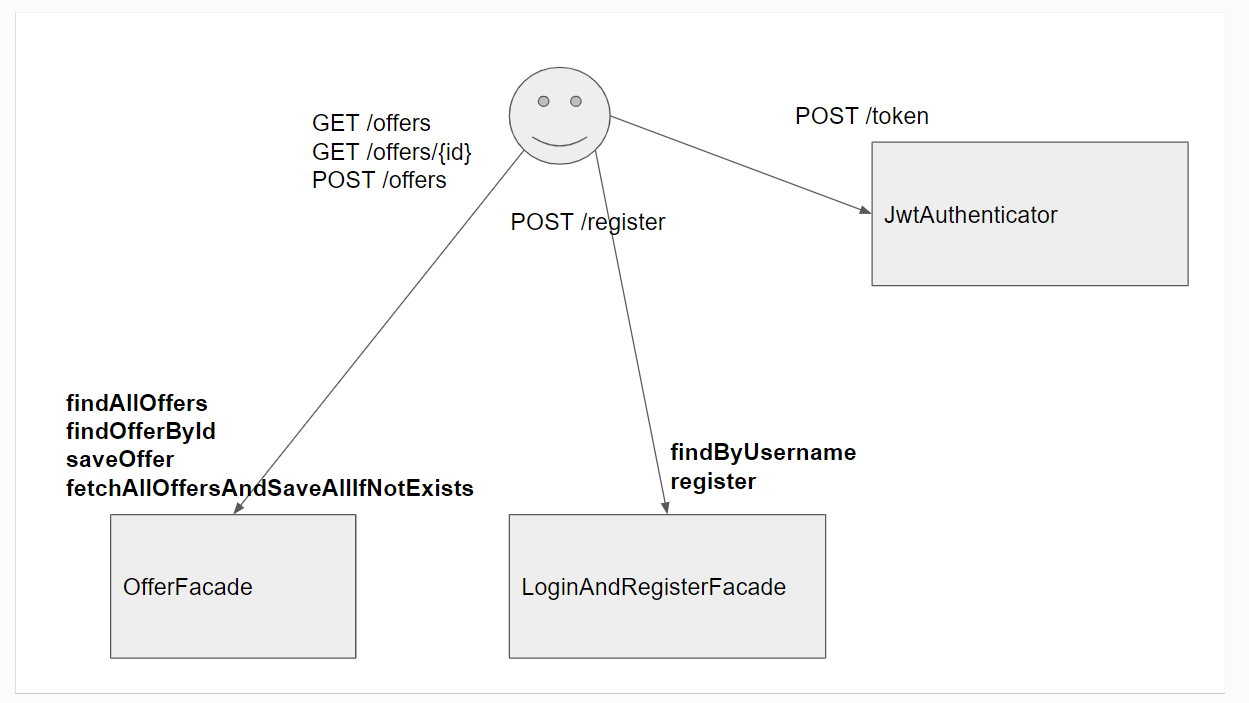 GET /offers
GET /offers/{id}
POST /offers
POST /token
POST /register
JwtAuthenticator
findAllOffers
findOfferById
saveOffer
fetchAllOffersAndSaveAllIfNotExists
findByUsername
register
OfferFacade
LoginAndRegisterFacade